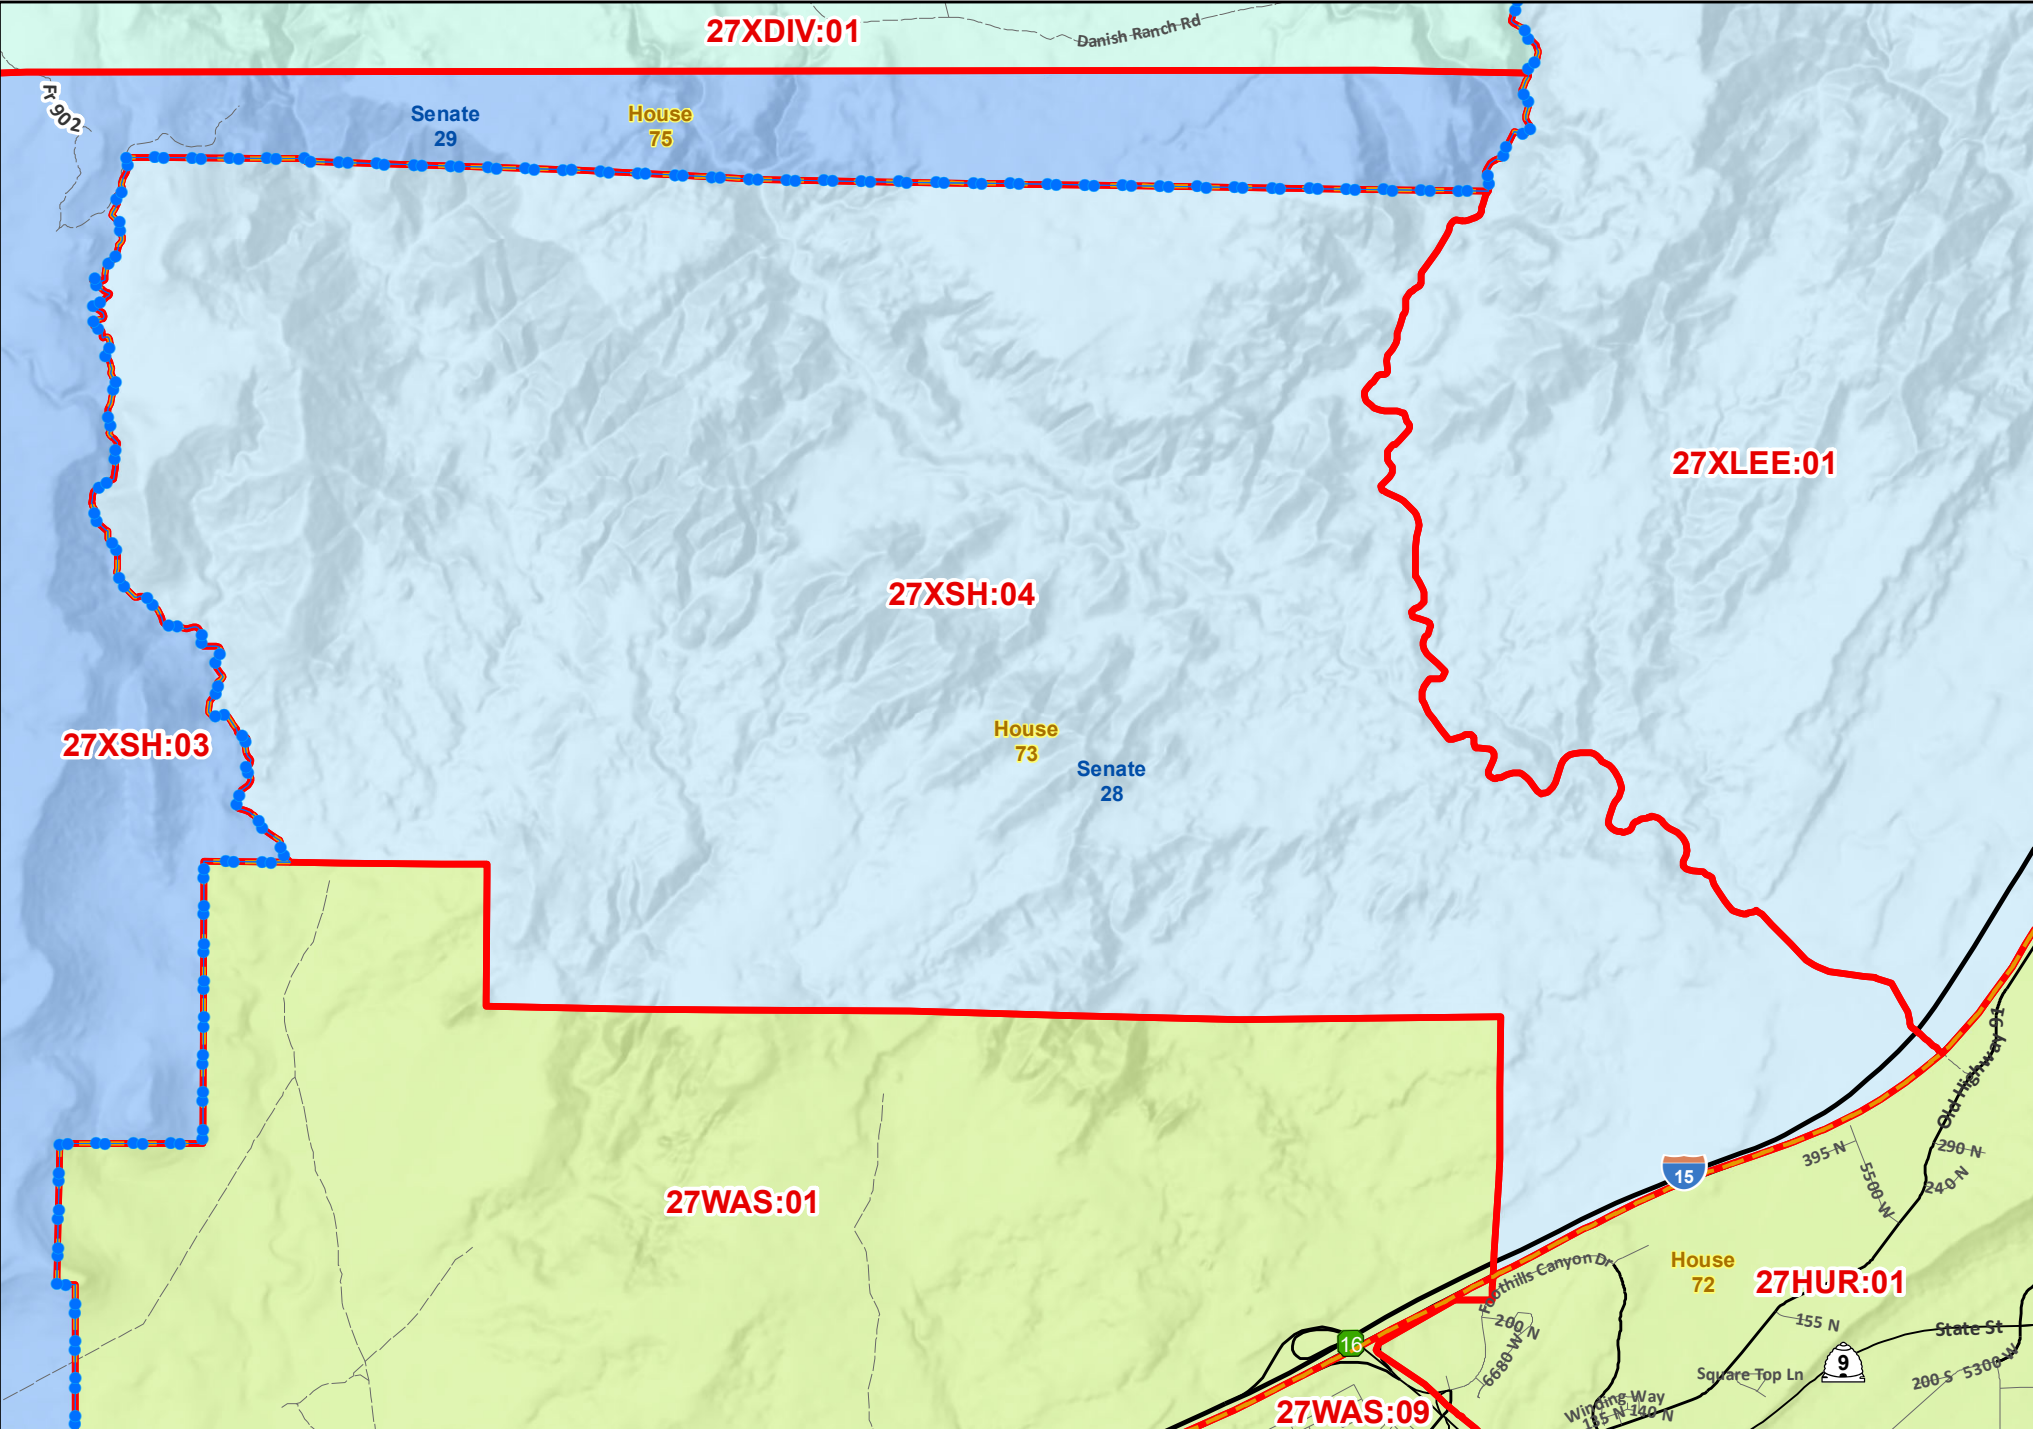 27XDIV:01
Danish Ranch Rd
Fr 902
Senate
29
House
75
27XLEE:01
27XSH:04
House
73
Senate
28
27XSH:03
27WAS:01
Old Highway 91
15
395 N
290 N
5500 W
240 N
Foothills Canyon Dr
House
72
27HUR:01
200 N
155 N
State St
16
6680 W
9
Square Top Ln
200 S
5300 W
27WAS:09
Winding Way
140 N